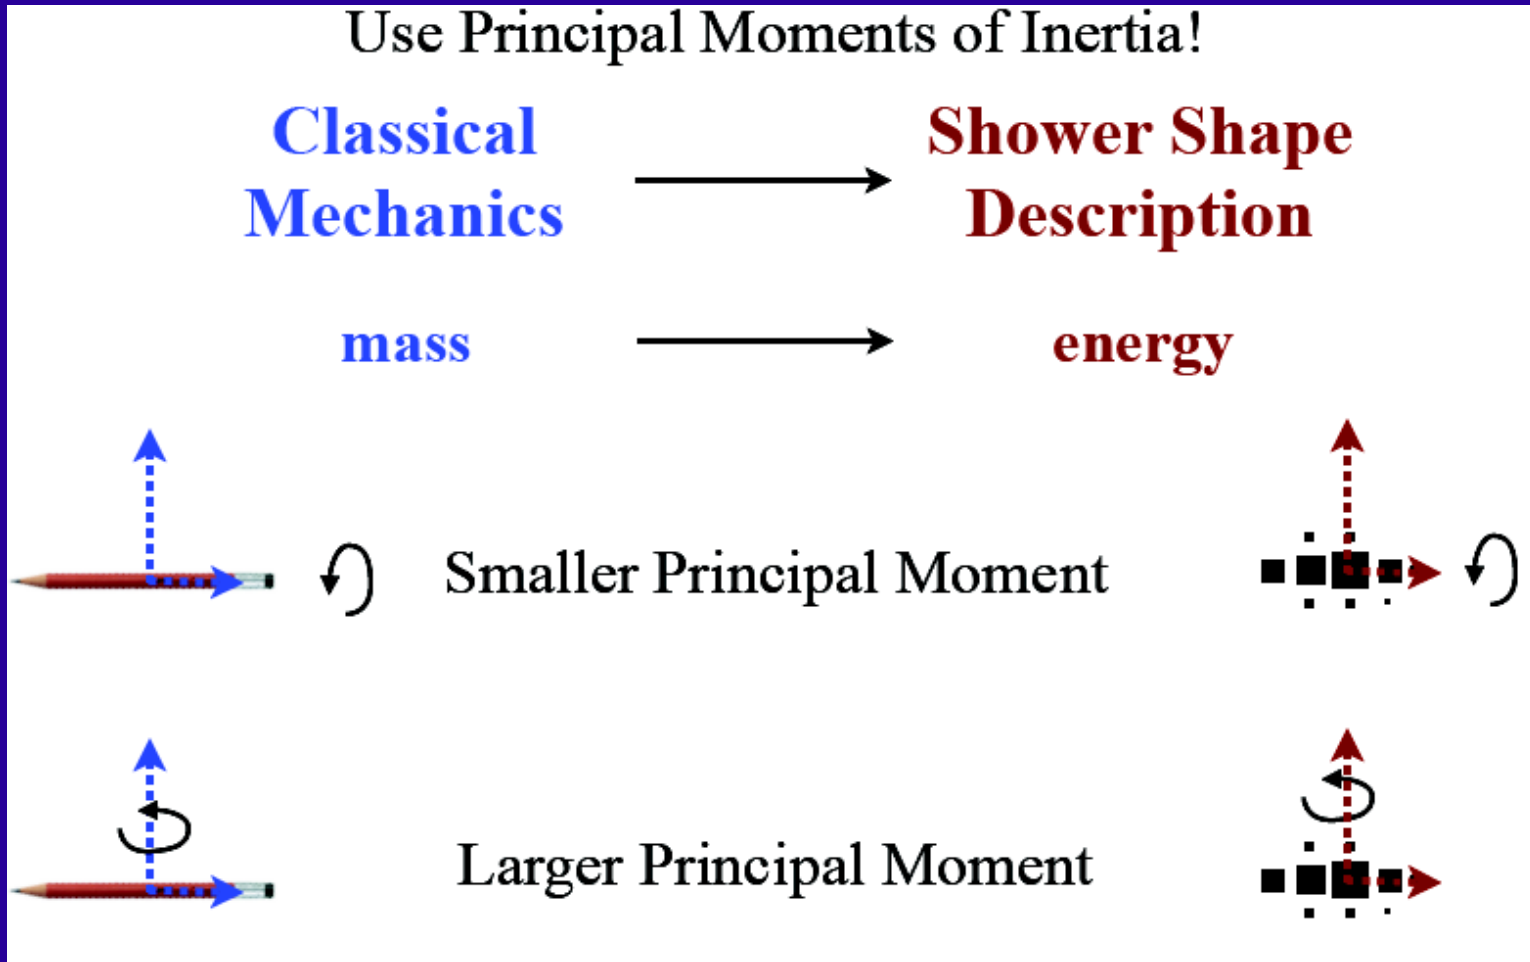 Use Principal Moments of Inertia!
Classical
Mechanics
Shower Shape
Description
mass
energy
Smaller Principal Moment
Larger Principal Moment